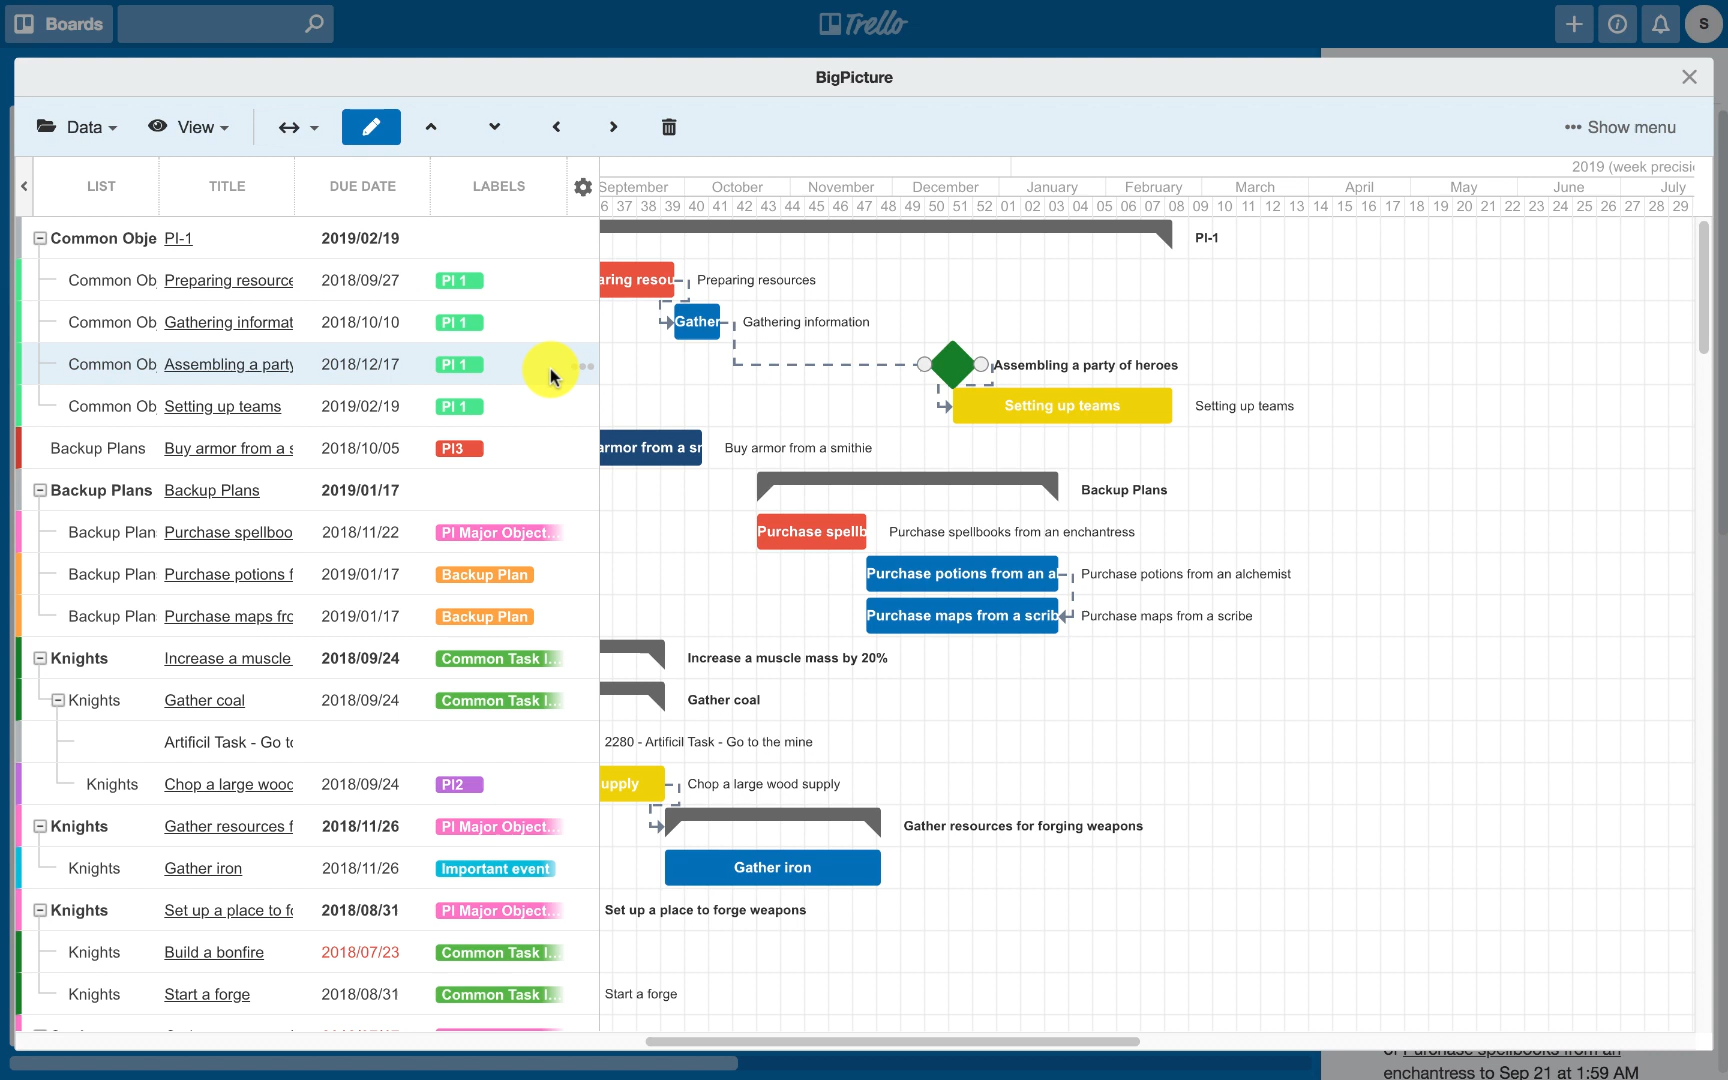 Boards
Trello
S
BigPicture
Data
View
Show menu
LIST TITLE DUE DATE LABELS
2019 (week precisi
September October November December January February March April May June July
6 37 38 39 40 41 42 43 44 45 46 47 48 49 50 51 52 01 02 03 04 05 06 07 08 09 10 11 12 13 14 15 16 17 18 19 20 21 22 23 24 25 26 27 28 29
Common Obje PI-1 2019/02/19 PI-1
Common Ob Preparing resource 2018/09/27 PI 1 aring resou Preparing resources
Common Ob Gathering informat 2018/10/10 PI 1 Gather Gathering information
Common Ob Assembling a party 2018/12/17 PI 1 Assembling a party of heroes
Common Ob Setting up teams 2019/02/19 PI 1 Setting up teams Setting up teams
Backup Plans Buy armor from a s 2018/10/05 PI3 armor from a sr Buy armor from a smithie
Backup Plans Backup Plans 2019/01/17 Backup Plans
Backup Plan Purchase spellboo 2018/11/22 PI Major Object... Purchase spellb Purchase spellbooks from an enchantress
Backup Plan Purchase potions f 2019/01/17 Backup Plan Purchase potions from an a Purchase potions from an alchemist
Backup Plan Purchase maps frc 2019/01/17 Backup Plan Purchase maps from a scrib Purchase maps from a scribe
Knights Increase a muscle 2018/09/24 Common Task I... Increase a muscle mass by 20%
Knights Gather coal 2018/09/24 Common Task I... Gather coal
Artificil Task - Go to 2280 - Artificil Task - Go to the mine
Knights Chop a large wood 2018/09/24 PI2 upply Chop a large wood supply
Knights Gather resources f 2018/11/26 PI Major Object... Gather resources for forging weapons
Knights Gather iron 2018/11/26 Important event Gather iron
Knights Set up a place to fo 2018/08/31 PI Major Object... Set up a place to forge weapons
Knights Build a bonfire 2018/07/23 Common Task I...
Knights Start a forge 2018/08/31 Common Task I... Start a forge
of Purchase spellbooks from an
enchantress to Sep 21 at 1:59 AM